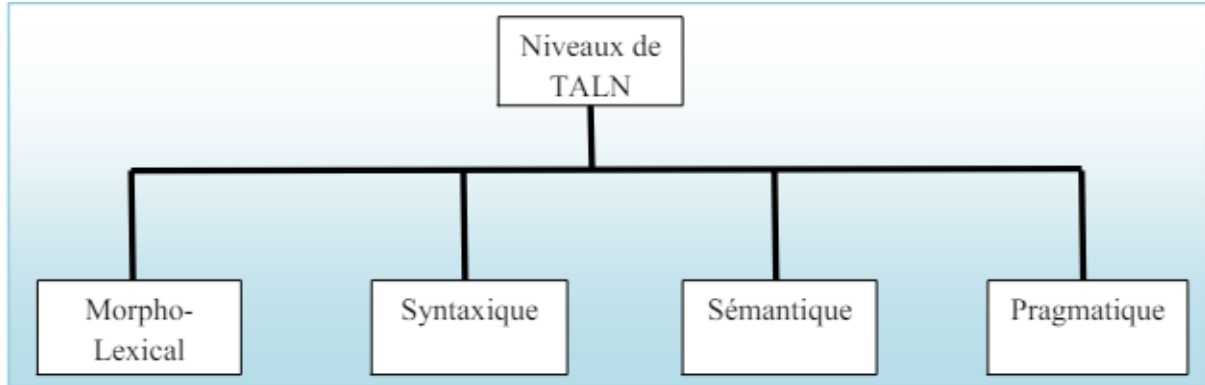 Niveaux de
TALN
Morpho-
Lexical
Syntaxique
Sémantique
Pragmatique